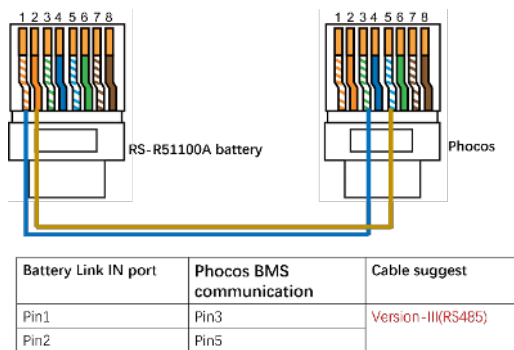 1 2 3 4 5 6 7 8
1 2 3 4 5 6 7 8
RS-R51100A battery
Phocos
Battery Link IN port
Phocos BMS communication
Cable suggest
Pin1
Pin3
Version-III(RS485)
Pin2
Pin5